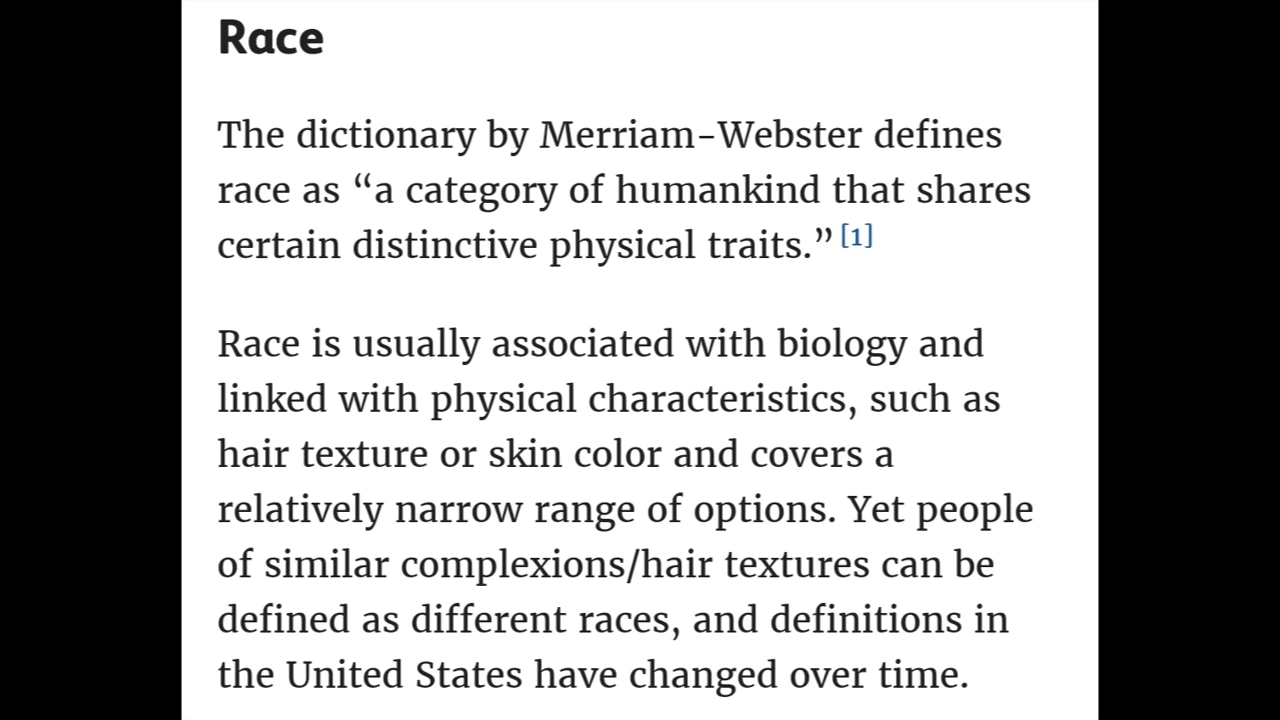 Race
The dictionary by Merriam-Webster defines
race as “a category of humankind that shares
certain distinctive physical traits.” [1]
Race is usually associated with biology and
linked with physical characteristics, such as
hair texture or skin color and covers a
relatively narrow range of options. Yet people
of similar complexions/hair textures can be
defined as different races, and definitions in
the United States have changed over time.